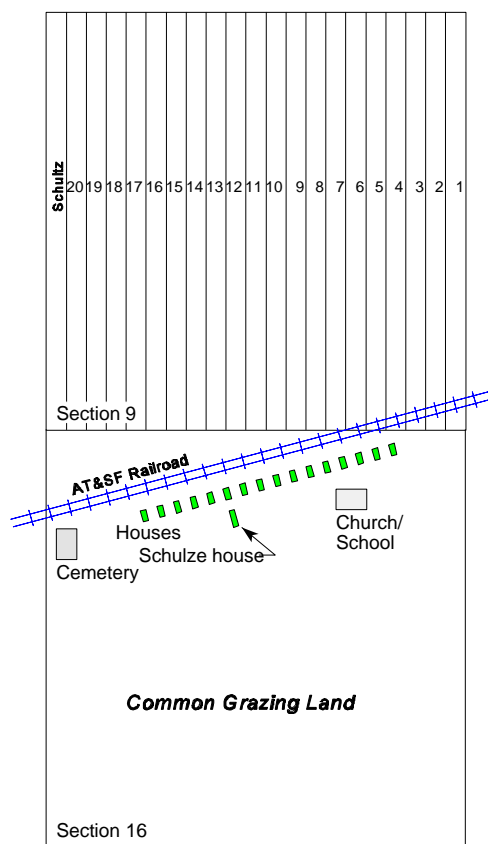 Schultz
20 19 18 17 16 15 14 13 12 11 10 9 8 7 6 5 4 3 2 1
Section 9
AT&SF Railroad
Houses
Schulze house
Church/
School
Cemetery
Common Grazing Land
Section 16